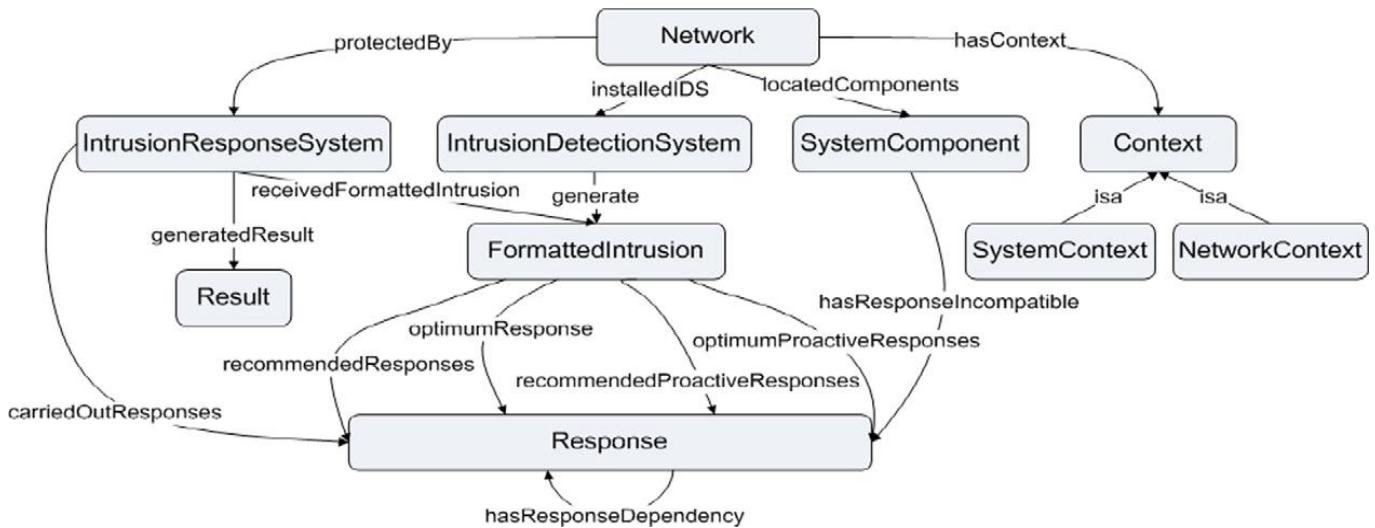 Network
protectedBy
hasContext
installedIDS
locatedComponents
IntrusionResponseSystem
IntrusionDetectionSystem
SystemComponent
Context
receivedFormattedIntrusion
generate
isa
isa
generatedResult
FormattedIntrusion
SystemContext
NetworkContext
Result
hasResponseIncompatible
optimumResponse
optimumProactiveResponses
recommendedResponses
recommendedProactiveResponses
carriedOutResponses
Response
hasResponseDependency